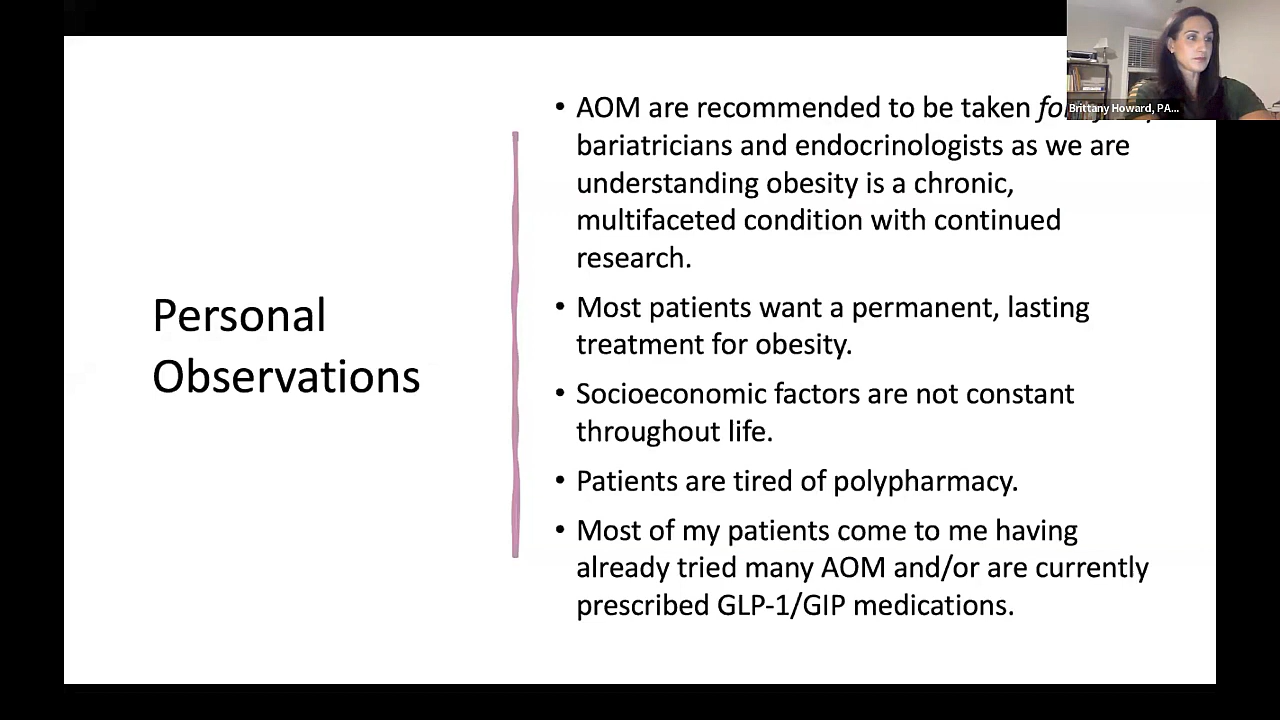 Personal
Observations
• AOM are recommended to be taken
bariatricians and endocrinologists as we are
understanding obesity is a chronic,
multifaceted condition with continued
research.
• Most patients want a permanent, lasting
treatment for obesity.
• Socioeconomic factors are not constant
throughout life.
• Patients are tired of polypharmacy.
• Most of my patients come to me having
already tried many AOM and/or are currently
prescribed GLP-1/GIP medications.
Brittany Howard, PA...